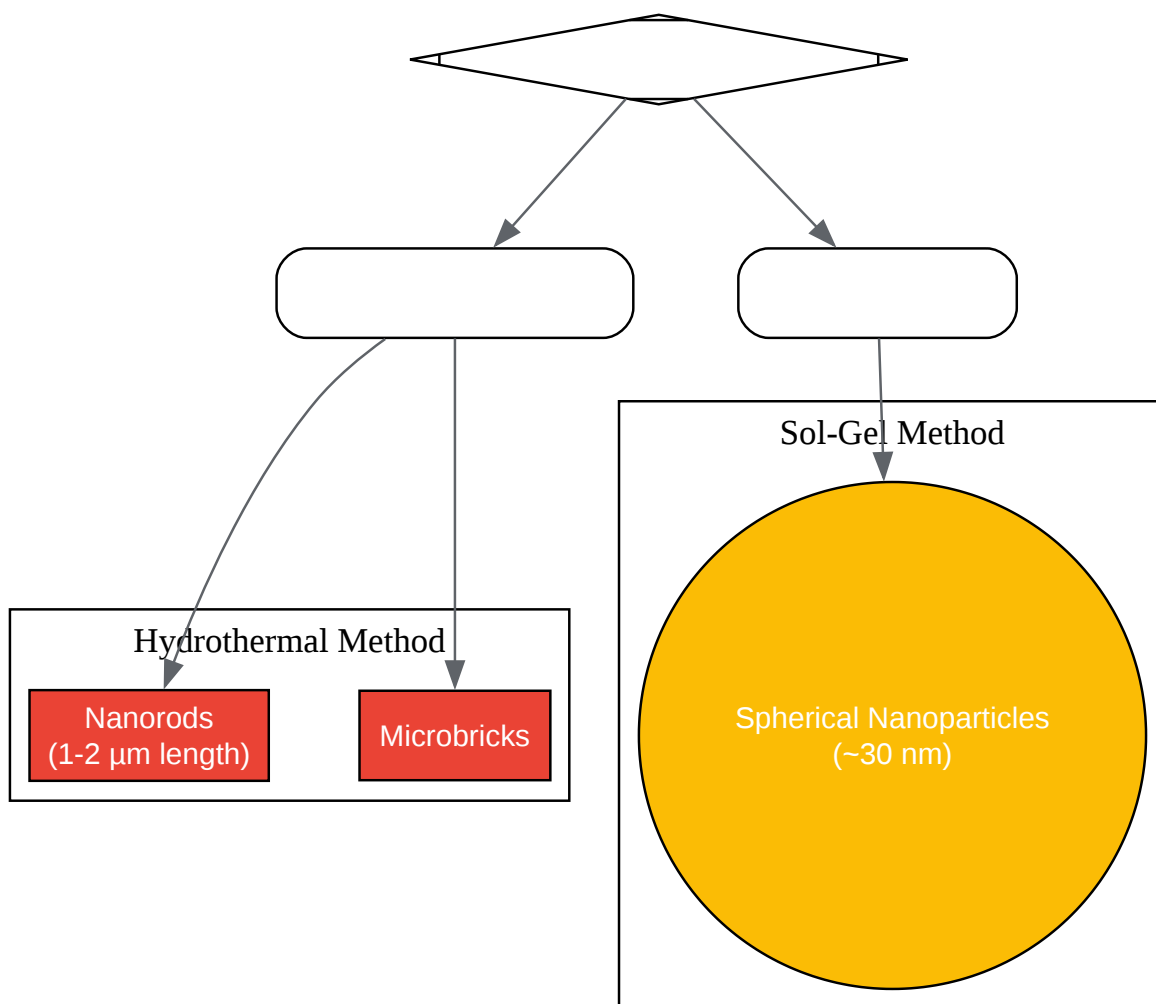 Sol-Gel Method
Hydrothermal Method
Nanorods
(1-2 µm length)
Microbricks
Spherical Nanoparticles
(~30 nm)